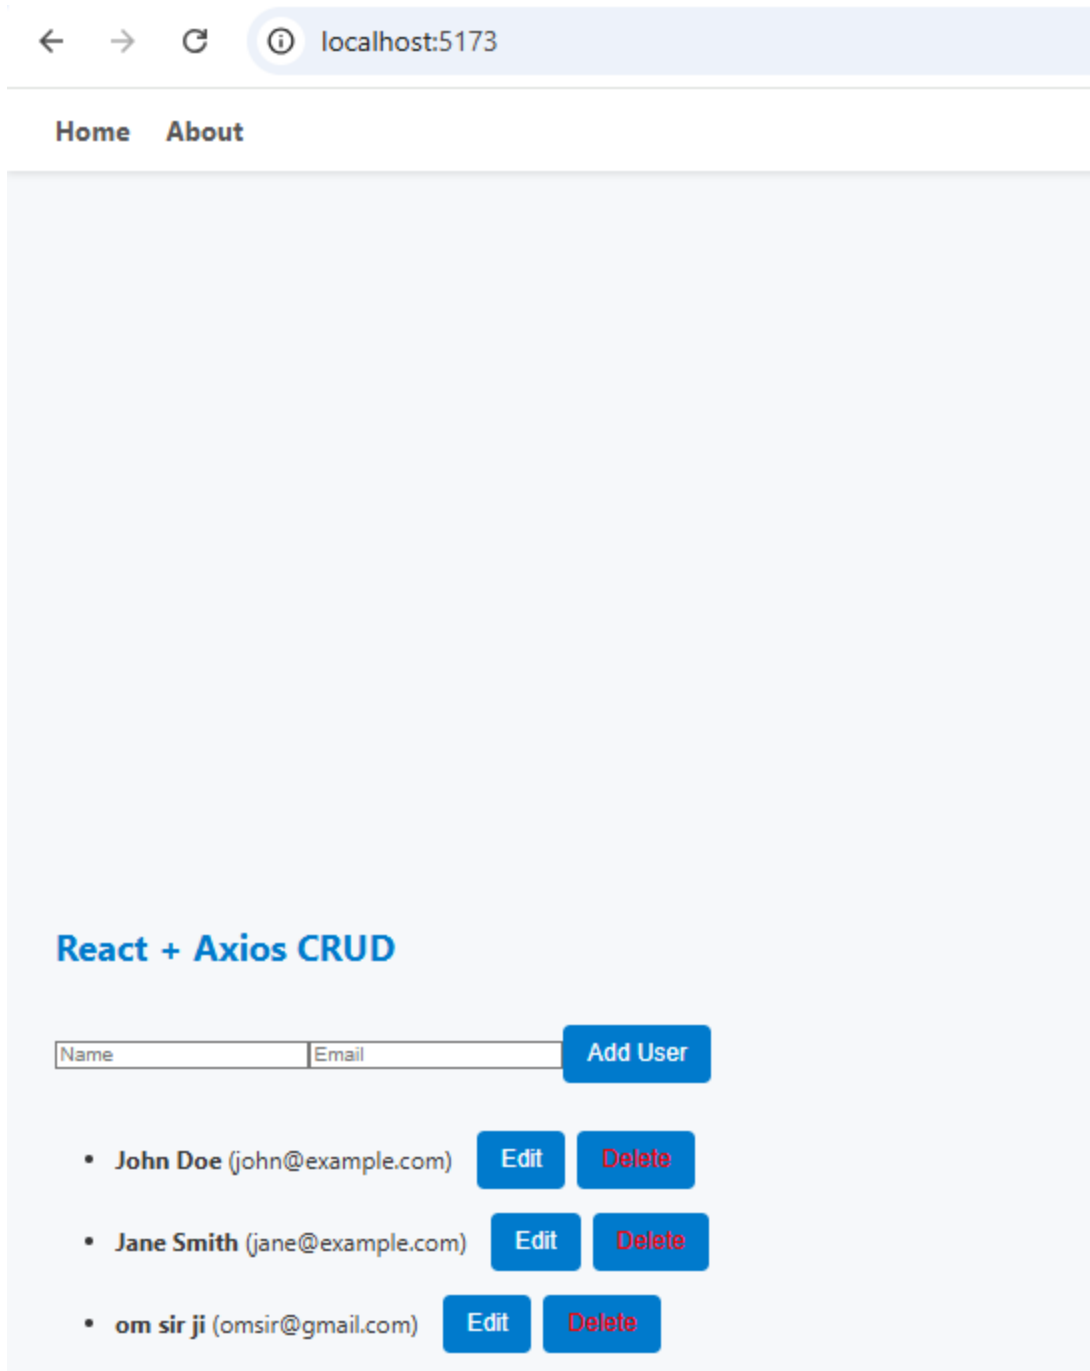 localhost:5173
Home About
React + Axios CRUD
Name Email Add User
• John Doe (john@example.com) Edit Delete
• Jane Smith (jane@example.com) Edit Delete
• om sir ji (omsir@gmail.com) Edit Delete